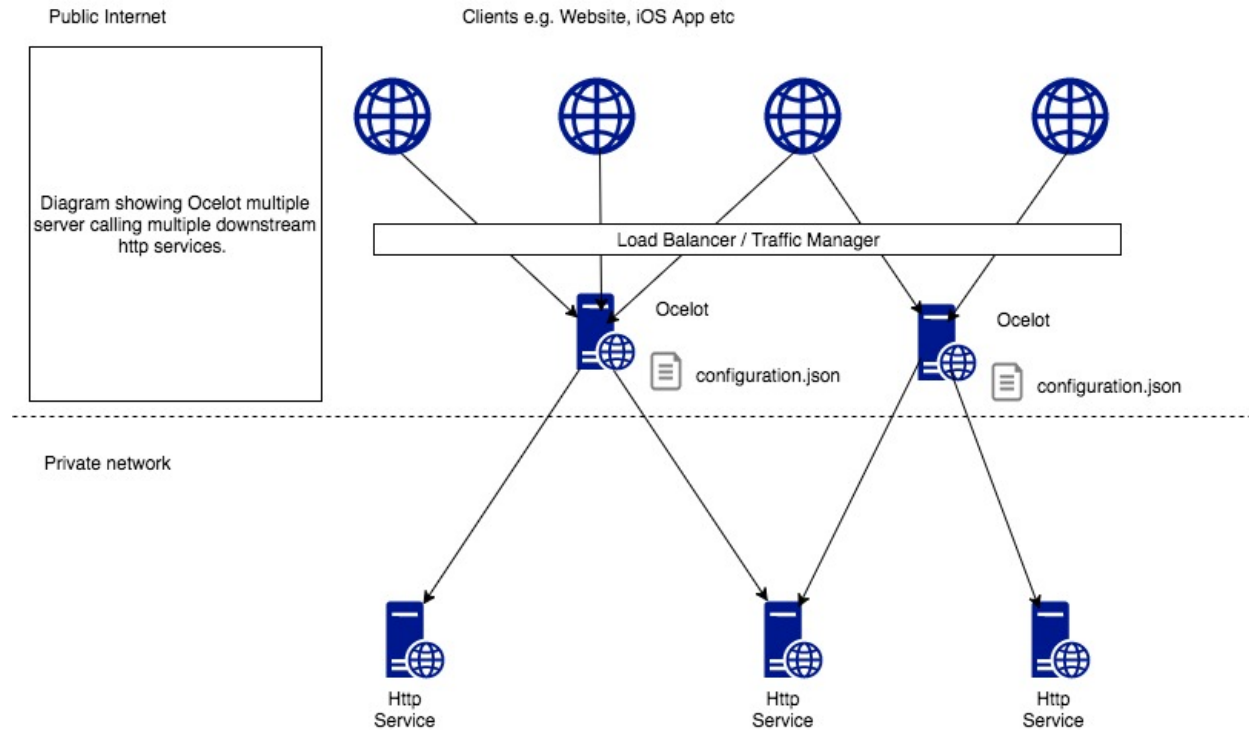 Public Internet
Clients e.g. Website, iOS App etc
Diagram showing Ocelot multiple
server calling multiple downstream
http services.
Load Balancer / Traffic Manager
Ocelot
configuration.json
Ocelot
configuration.json
Private network
Http
Service
Http
Service
Http
Service